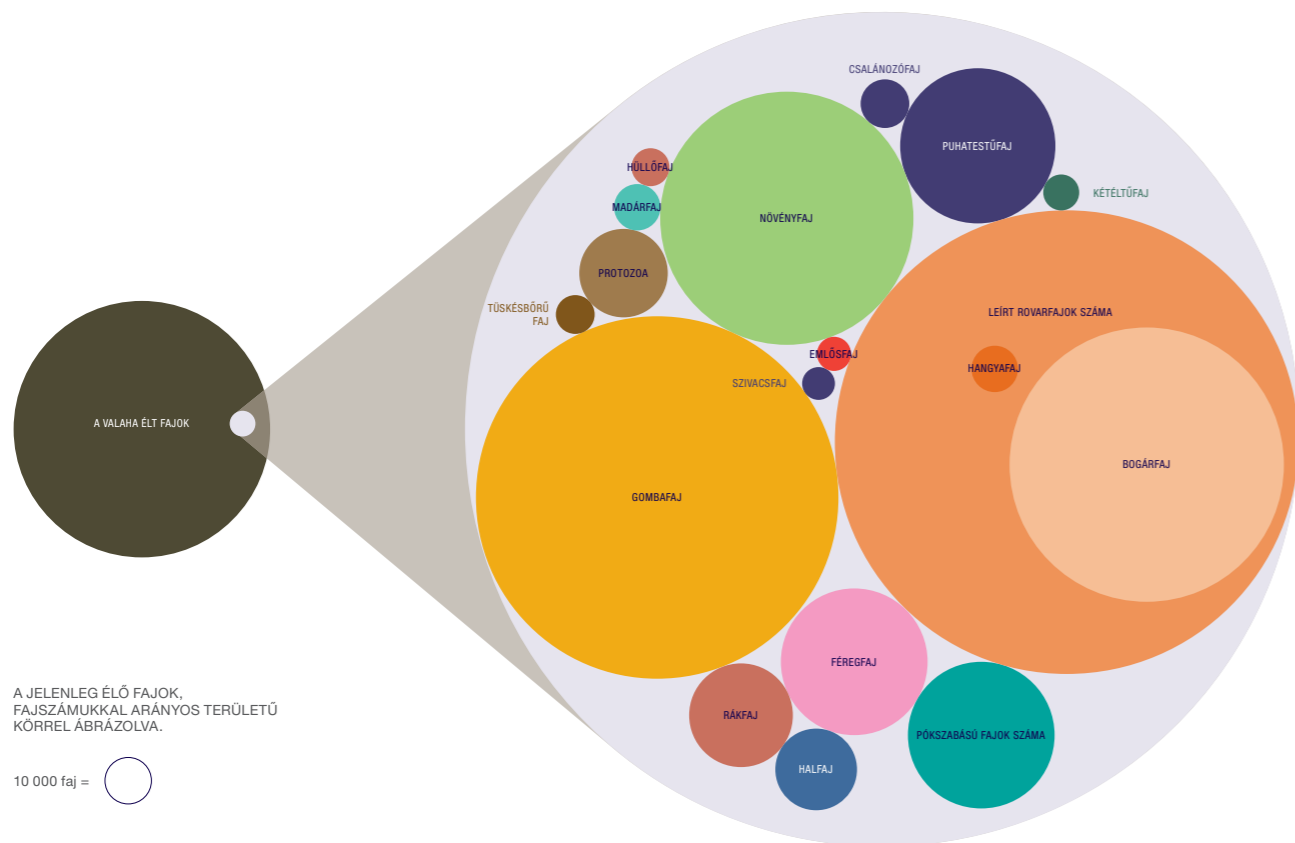 CSALÁNOZÓFAJ
PUHATESTŰFAJ
HÜLLŐFAJ
KÉTÉLTŰFAJ
MADÁRFAJ
NÖVÉNYFAJ
PROTOZOA
TÜSKÉSBŐRŰ
FAJ
LEÍRT ROVARFAJOK SZÁMA
EMLŐSFAJ
HANGYAFAJ
SZIVACSFAJ
A VALAHA ÉLT FAJOK
BOGÁRFAJ
GOMBAFAJ
FÉREGFAJ
RÁKFAJ
PÓKSZABÁSÚ FAJOK SZÁMA
HALFAJ
A JELENLEG ÉLŐ FAJOK,
FAJSZÁMUKKAL ARÁNYOS TERÜLETŰ
KÖRREL ÁBRÁZOLVA.
10 000 faj =